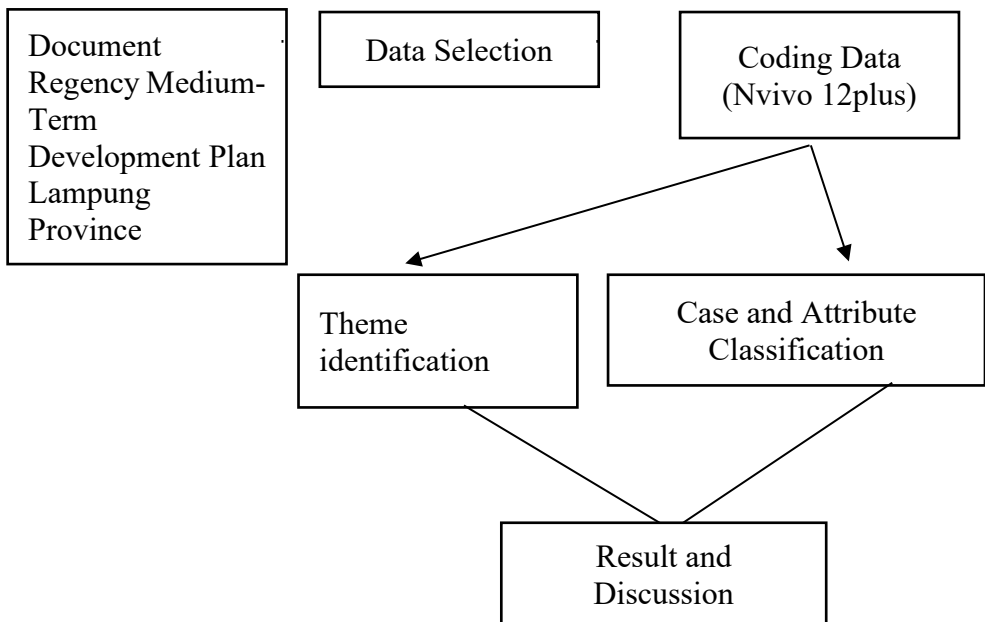 Document
Regency Medium-
Term
Development Plan
Lampung
Province
Data Selection
Coding Data
(Nvivo 12plus)
Theme
identification
Case and Attribute
Classification
Result and
Discussion